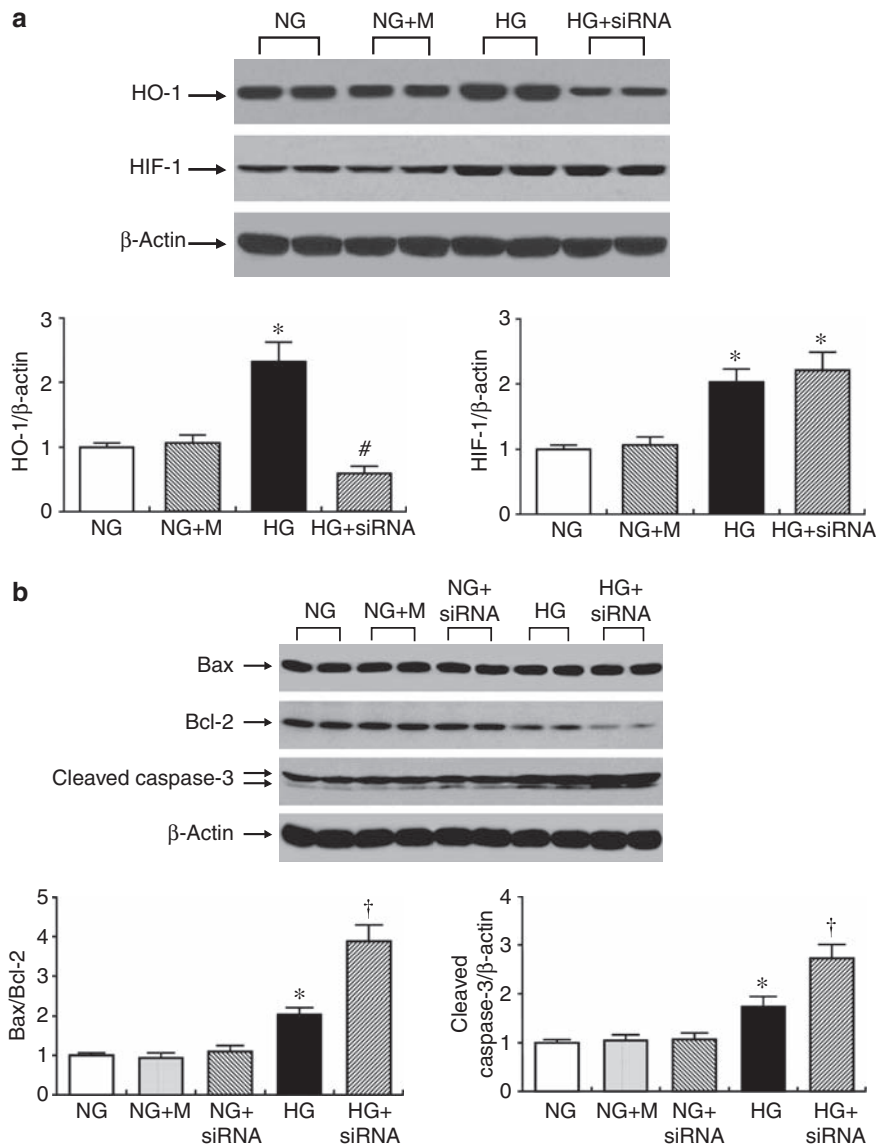 a
NG NG+M HG HG+siRNA
HO-1
HIF-1
β-Actin
3
2
1
0
HO-1/β-actin
*
#
NG NG+M HG HG+siRNA
3
2
1
0
HIF-1/β-actin
* *
NG NG+M HG HG+siRNA
b
NG NG+M NG+ siRNA HG HG+ siRNA
Bax
Bcl-2
Cleaved caspase-3
β-Actin
5
4
3
2
1
0
Bax/Bcl-2
*
†
NG NG+M NG+ HG HG+
siRNA siRNA
4
3
2
1
0
Cleaved
caspase-3/β-actin
*
†
NG NG+M NG+ HG HG+
siRNA siRNA